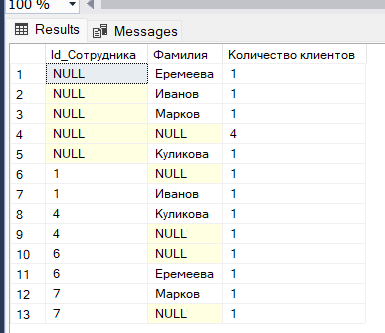 100 %
Results Messages
Id_Сотрудника Фамилия Количество клиентов
1 NULL Еремеева 1
2 NULL Иванов 1
3 NULL Марков 1
4 NULL NULL 4
5 NULL Куликова 1
6 1 NULL 1
7 1 Иванов 1
8 4 Куликова 1
9 4 NULL 1
10 6 NULL 1
11 6 Еремеева 1
12 7 Марков 1
13 7 NULL 1